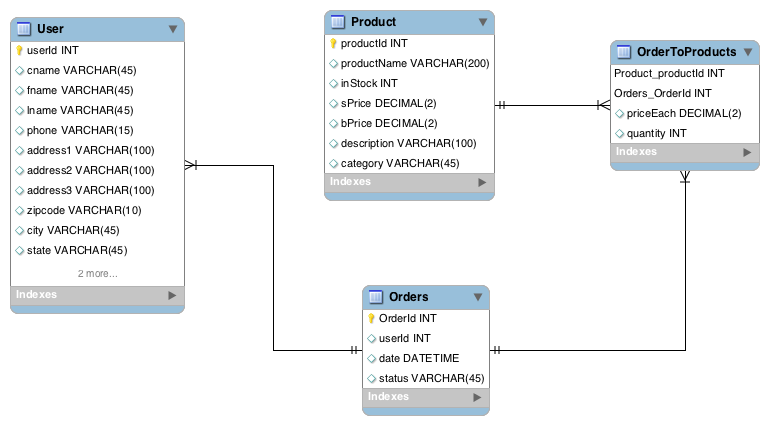 User
userId INT
cname VARCHAR(45)
fname VARCHAR(45)
lname VARCHAR(45)
phone VARCHAR(15)
address1 VARCHAR(100)
address2 VARCHAR(100)
address3 VARCHAR(100)
zipcode VARCHAR(10)
city VARCHAR(45)
state VARCHAR(45)
2 more...
Indexes
Product
productId INT
productName VARCHAR(200)
inStock INT
sPrice DECIMAL(2)
bPrice DECIMAL(2)
description VARCHAR(100)
category VARCHAR(45)
Indexes
OrderToProducts
Product_productId INT
Orders_OrderId INT
priceEach DECIMAL(2)
quantity INT
Indexes
Orders
OrderId INT
userId INT
date DATETIME
status VARCHAR(45)
Indexes